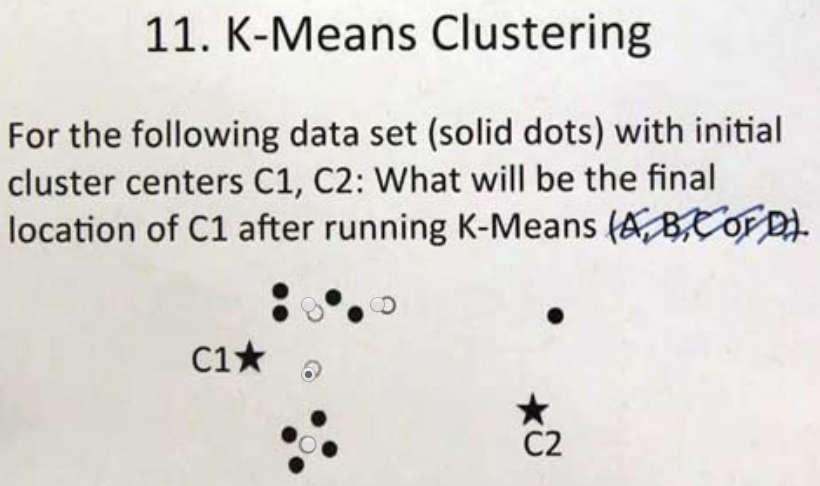 11. K-Means Clustering
For the following data set (solid dots) with initial
cluster centers C1, C2: What will be the final
location of C1 after running K-Means (A, B,C or D).
C1
C2